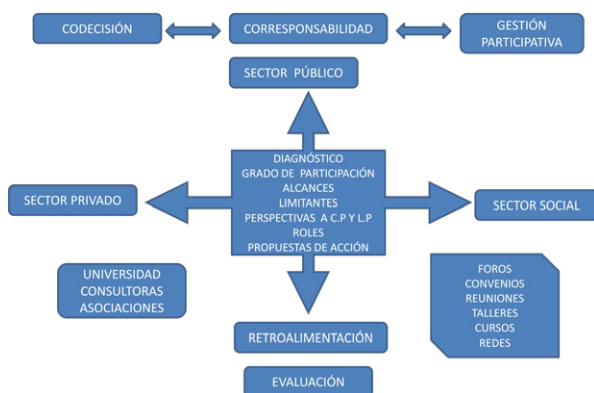 CODECISIÓN
CORRESPONSABILIDAD
GESTIÓN
PARTICIPATIVA
SECTOR PÚBLICO
DIAGNÓSTICO
GRADO DE PARTICIPACIÓN
ALCANCES
LIMITANTES
PERSPECTIVAS A C.P Y L.P
ROLES
PROPUESTAS DE ACCIÓN
SECTOR PRIVADO
SECTOR SOCIAL
UNIVERSIDAD
CONSULTORAS
ASOCIACIONES
FOROS
CONVENIOS
REUNIONES
TALLERES
CURSOS
REDES
RETROALIMENTACIÓN
EVALUACIÓN